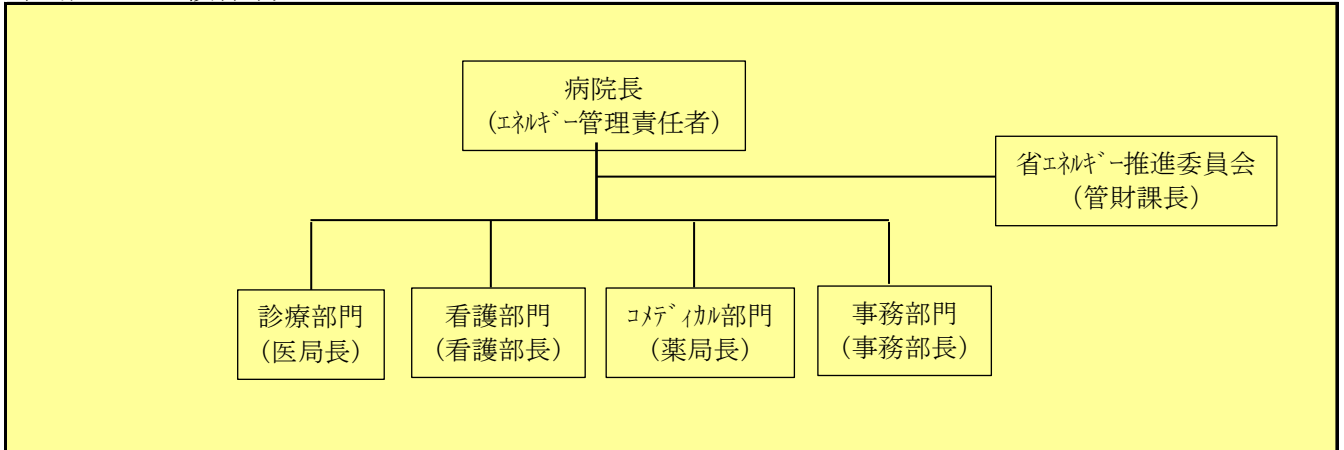 病院長
(ｴﾈﾙｷﾞｰ管理責任者)
省ｴﾈﾙｷﾞｰ推進委員会
(管財課長)
診療部門
(医局長)
看護部門
(看護部長)
ｺﾒﾃﾞｨｶﾙ部門
(薬局長)
事務部門
(事務部長)